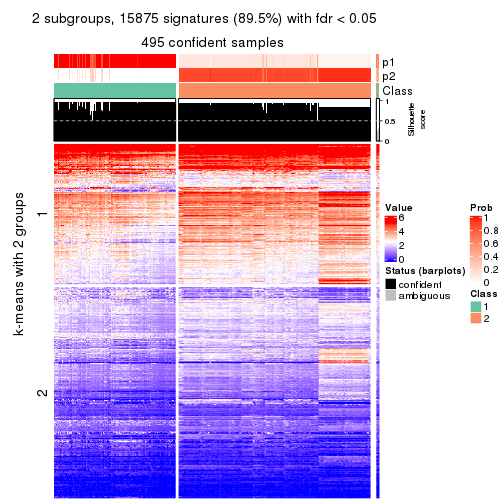 2 subgroups, 15875 signatures (89.5%) with fdr < 0.05
495 confident samples
p1
p2
Class
1
0.5
0
Silhouette
score
k-means with 2 groups
1
2
Value
6
4
2
0
Status (barplots)
confident
ambiguous
Prob
1
0.8
0.6
0.4
0.2
0
Class
1
2